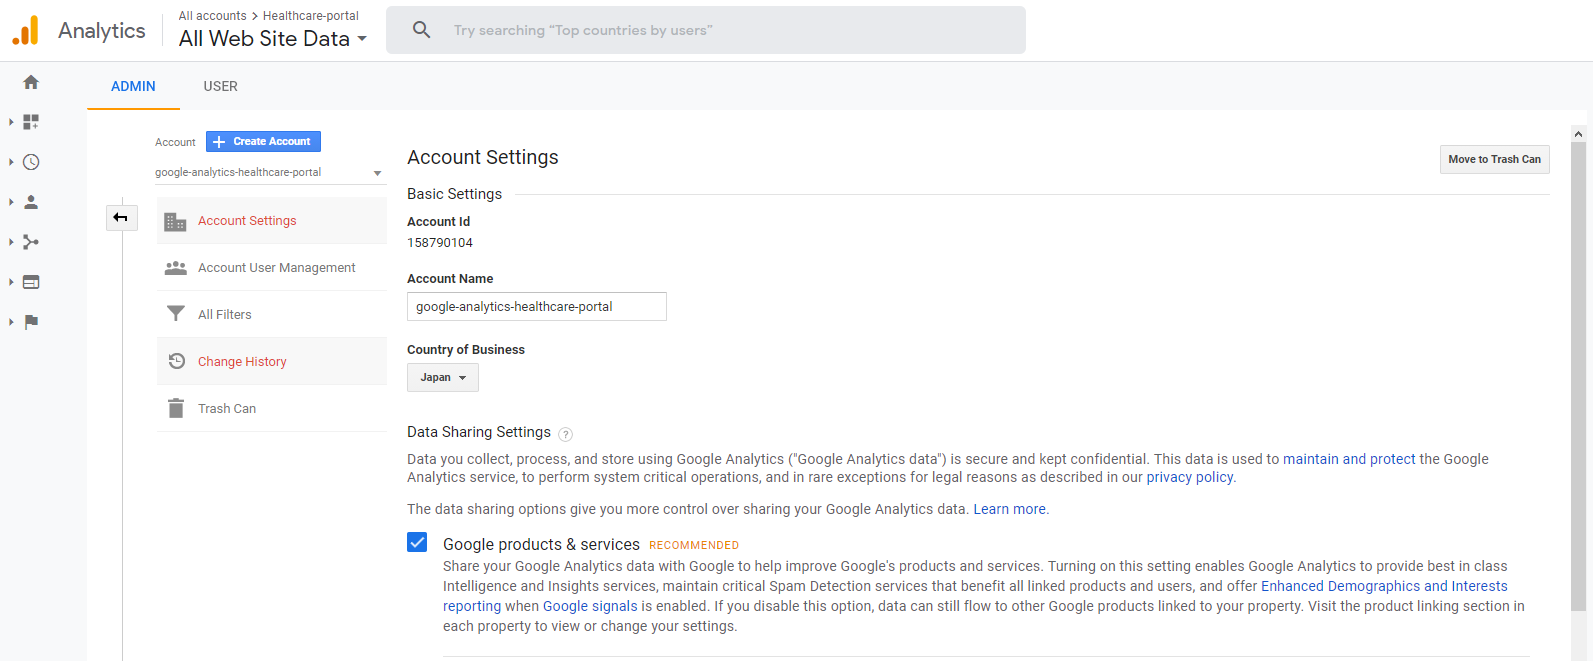 Analytics
All accounts > Healthcare-portal
All Web Site Data
Try searching “Top countries by users”
ADMIN
USER
Account
Create Account
google-analytics-healthcare-portal
Account Settings
Account User Management
All Filters
Change History
Trash Can
Account Settings
Move to Trash Can
Basic Settings
Account Id
158790104
Account Name
google-analytics-healthcare-portal
Country of Business
Japan
Data Sharing Settings ?
Data you collect, process, and store using Google Analytics ("Google Analytics data") is secure and kept confidential. This data is used to maintain and protect the Google
Analytics service, to perform system critical operations, and in rare exceptions for legal reasons as described in our privacy policy.
The data sharing options give you more control over sharing your Google Analytics data. Learn more.
Google products & services RECOMMENDED
Share your Google Analytics data with Google to help improve Google's products and services. Turning on this setting enables Google Analytics to provide best in class
Intelligence and Insights services, maintain critical Spam Detection services that benefit all linked products and users, and offer Enhanced Demographics and Interests
reporting when Google signals is enabled. If you disable this option, data can still flow to other Google products linked to your property. Visit the product linking section in
each property to view or change your settings.